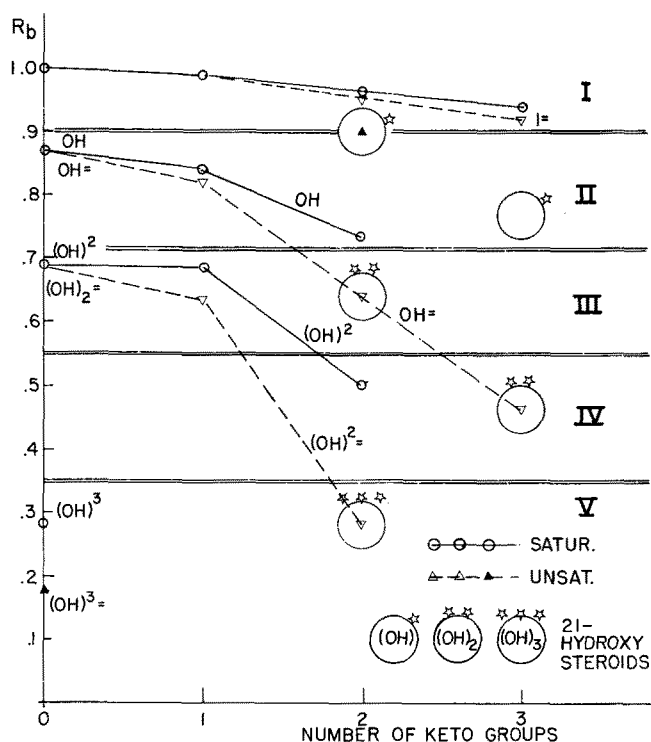 Rb
1.0
I
1=
.9
OH
OH=
OH
.8
II
.7
(OH)²
(OH)₂=
OH=
.6
(OH)²
III
.5
IV
.4
(OH)²=
.3
V
(OH)³
SATUR.
.2
UNSAT.
(OH)³=
.1
(OH)
(OH)₂
(OH)₃
21-
HYDROXY
STEROIDS
0
1
2
3
NUMBER OF KETO GROUPS